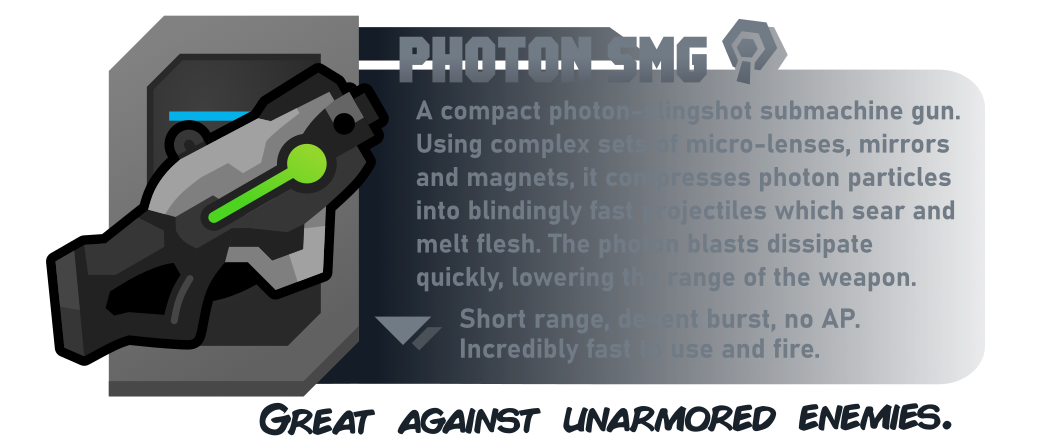 PHOTON SMG
A compact photon-slingshot submachine gun.
Using complex sets of micro-lenses, mirrors
and magnets, it compresses photon particles
into blindingly fast projectiles which sear and
melt flesh. The photon blasts dissipate
quickly, lowering the range of the weapon.
Short range, decent burst, no AP.
Incredibly fast to use and fire.
GREAT AGAINST UNARMORED ENEMIES.